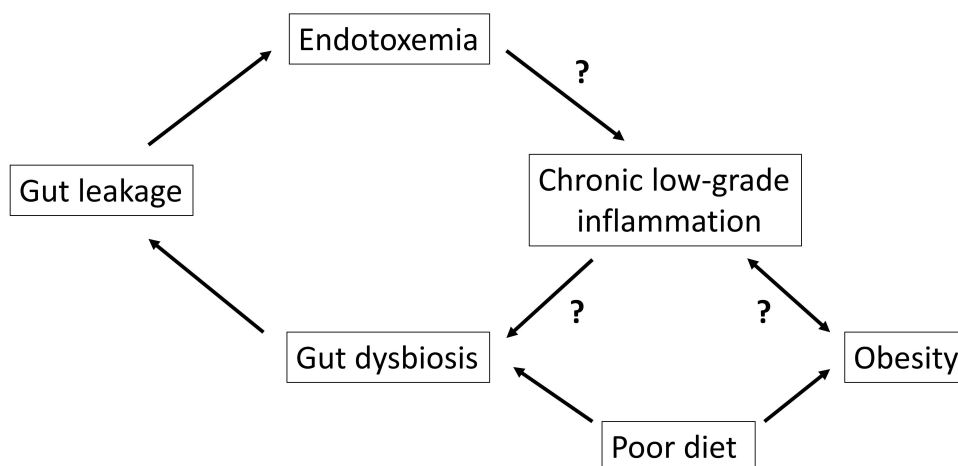 Endotoxemia
?
Gut leakage
Chronic low-grade
inflammation
?
?
Gut dysbiosis
Obesity
Poor diet